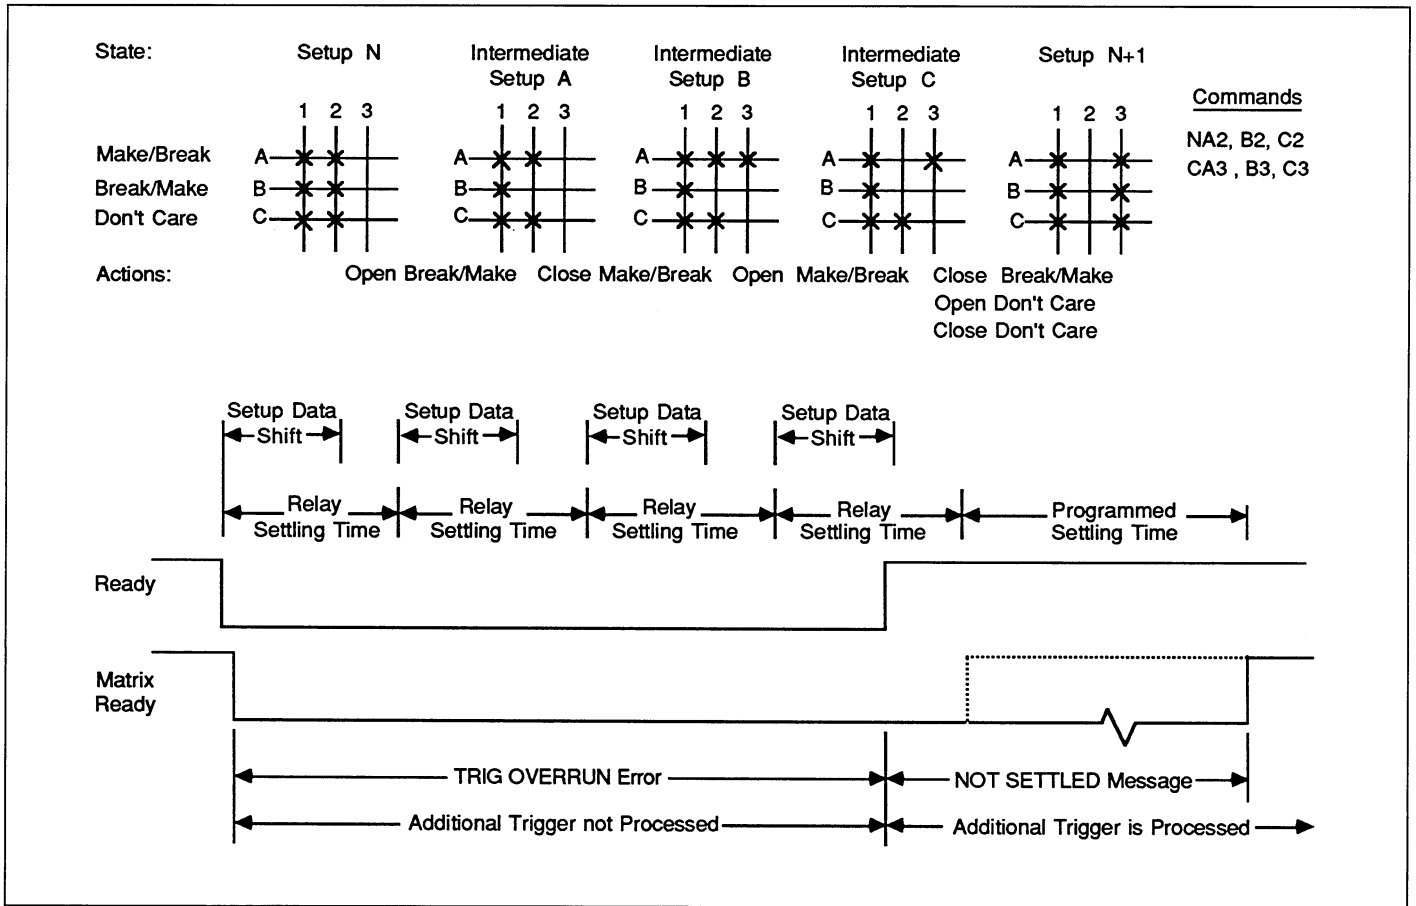 State: Setup N Intermediate Setup A Intermediate Setup B Intermediate Setup C Setup N+1
Commands
NA2, B2, C2
CA3 , B3, C3
1 2 3 1 2 3 1 2 3 1 2 3 1 2 3
Make/Break A A A A A
Break/Make B B B B B
Don't Care C C C C C
Actions: Open Break/Make Close Make/Break Open Make/Break Close Break/Make
Open Don't Care
Close Don't Care
Setup Data Shift Setup Data Shift Setup Data Shift Setup Data Shift
Relay Settling Time Relay Settling Time Relay Settling Time Relay Settling Time Programmed Settling Time
Ready
Matrix
Ready
TRIG OVERRUN Error NOT SETTLED Message
Additional Trigger not Processed Additional Trigger is Processed